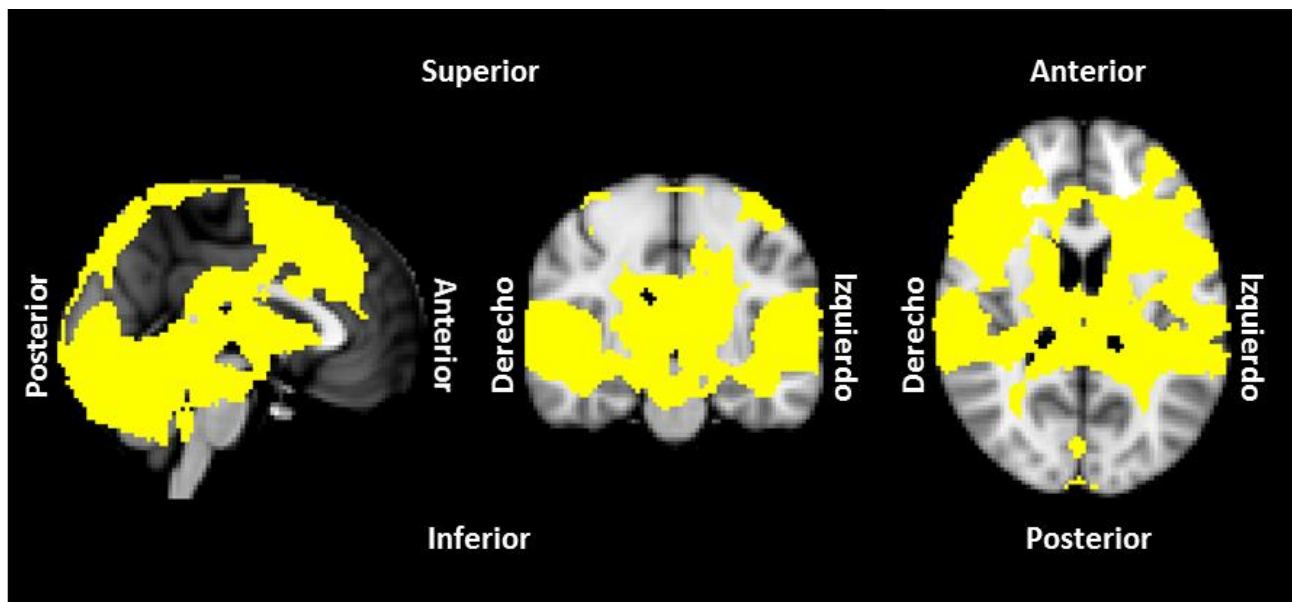 Superior
Anterior
Posterior
Anterior
Derecho
Izquierdo
Derecho
Izquierdo
Inferior
Posterior